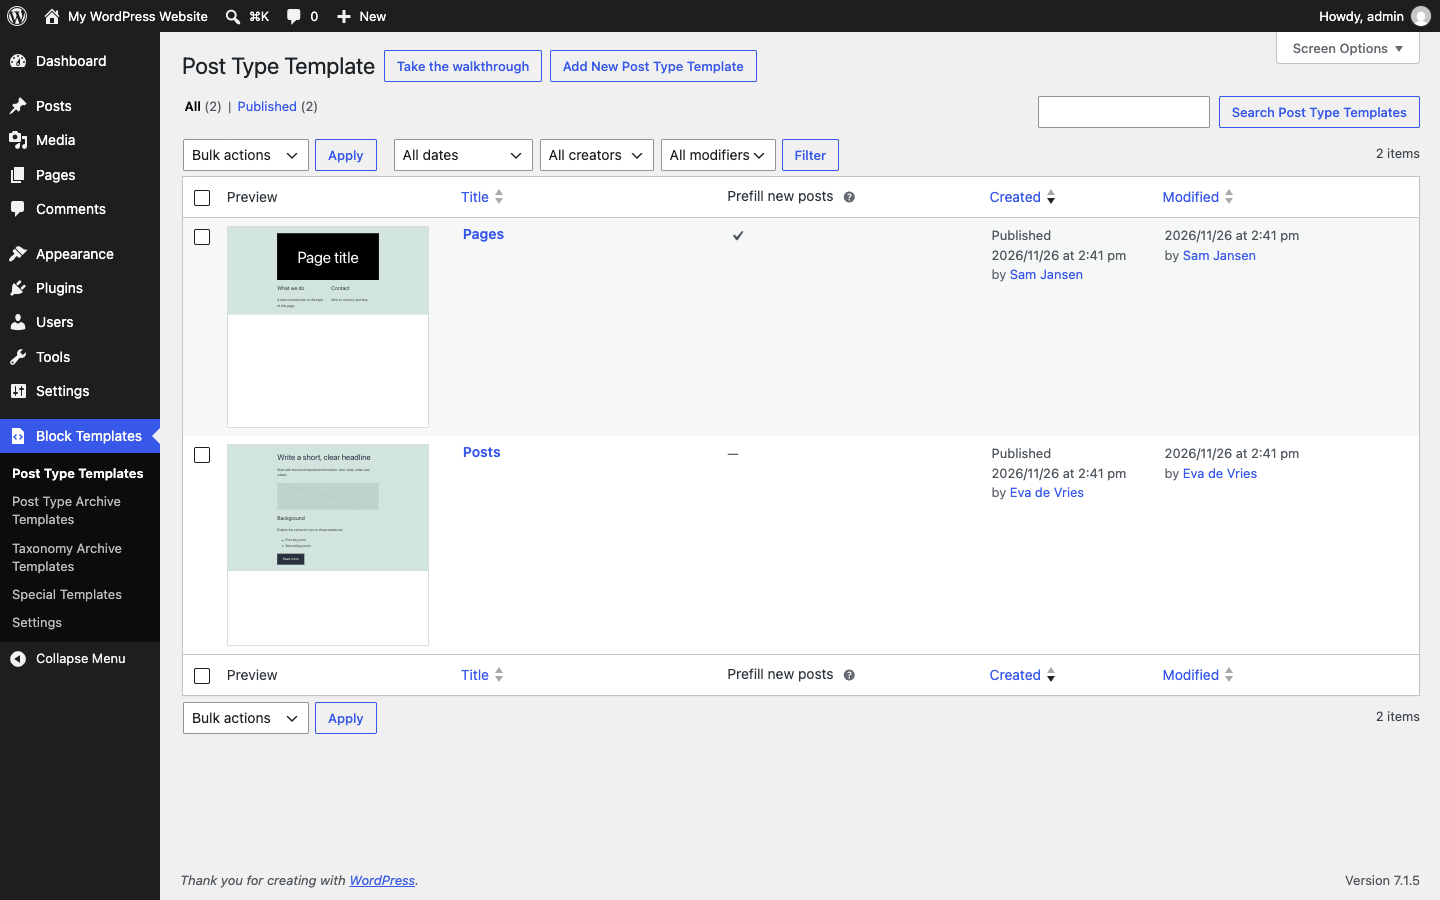 My WordPress Website
⌘K
0
New
Howdy, admin
Dashboard
Posts
Media
Pages
Comments
Appearance
Plugins
Users
Tools
Settings
Block Templates
Post Type Templates
Post Type Archive
Templates
Taxonomy Archive
Templates
Special Templates
Settings
Collapse Menu
Screen Options
Post Type Template
Take the walkthrough
Add New Post Type Template
All (2) | Published (2)
Search Post Type Templates
Bulk actions
Apply
All dates
All creators
All modifiers
Filter
2 items
Preview
Title
Prefill new posts
Created
Modified
Page title
What we do
Contact
Pages
Published
2026/11/26 at 2:41 pm
by Sam Jansen
2026/11/26 at 2:41 pm
by Sam Jansen
Write a short, clear headline
Background
Posts
—
Published
2026/11/26 at 2:41 pm
by Eva de Vries
2026/11/26 at 2:41 pm
by Eva de Vries
Preview
Title
Prefill new posts
Created
Modified
Bulk actions
Apply
2 items
Thank you for creating with WordPress.
Version 7.1.5